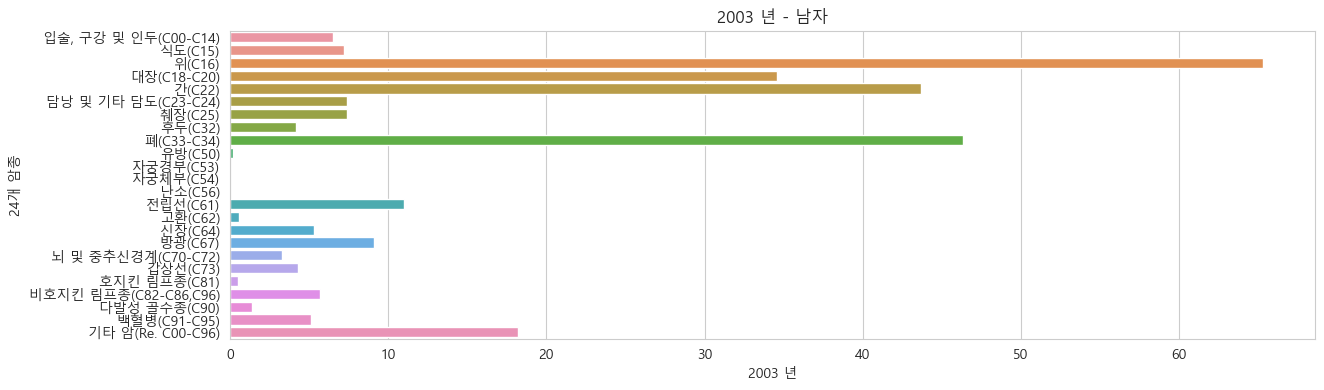 2003 년 - 남자
24개 암종
입술, 구강 및 인두(C00-C14)
식도(C15)
위(C16)
대장(C18-C20)
간(C22)
담낭 및 기타 담도(C23-C24)
췌장(C25)
후두(C32)
폐(C33-C34)
유방(C50)
자궁경부(C53)
자궁체부(C54)
난소(C56)
전립선(C61)
고환(C62)
신장(C64)
방광(C67)
뇌 및 중추신경계(C70-C72)
갑상선(C73)
호지킨 림프종(C81)
비호지킨 림프종(C82-C86,C96)
다발성 골수종(C90)
백혈병(C91-C95)
기타 암(Re. C00-C96)
0 10 20 30 40 50 60
2003 년